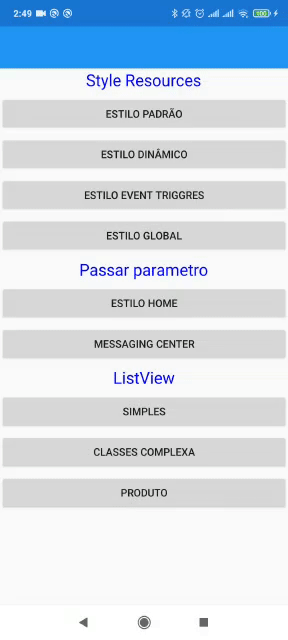 2:49
100
Style Resources
ESTILO PADRÃO
ESTILO DINÂMICO
ESTILO EVENT TRIGGRES
ESTILO GLOBAL
Passar parametro
ESTILO HOME
MESSAGING CENTER
ListView
SIMPLES
CLASSES COMPLEXA
PRODUTO